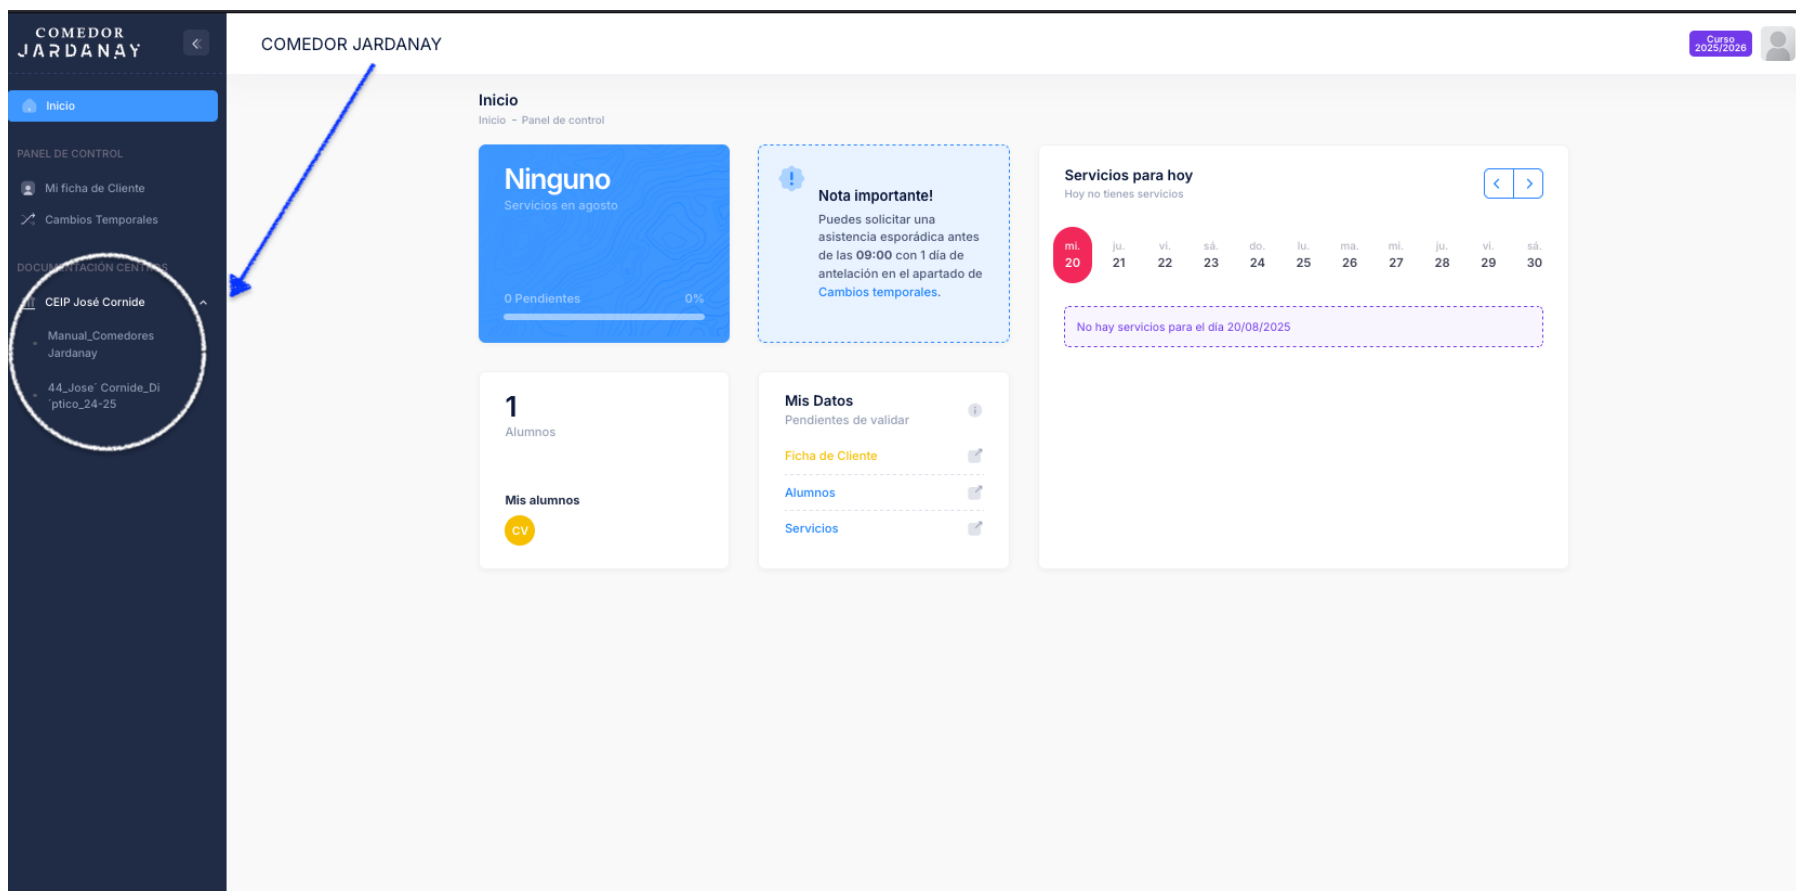 COMEDOR
JARDANAY
COMEDOR JARDANAY
Curso
2025/2026
Inicio
PANEL DE CONTROL
Mi ficha de Cliente
Cambios Temporales
DOCUMENTACIÓN CENTROS
CEIP José Cornide
Manual_Comedores
Jardanay
44_Jose´ Cornide_Di
´ptico_24-25
Inicio
Inicio - Panel de control
Ninguno
Servicios en agosto
0 Pendientes 0%
Nota importante!
Puedes solicitar una
asistencia esporádica antes
de las 09:00 con 1 día de
antelación en el apartado de
Cambios temporales.
Servicios para hoy
Hoy no tienes servicios
mi. ju. vi. sá. do. lu. ma. mi. ju. vi. sá.
20 21 22 23 24 25 26 27 28 29 30
No hay servicios para el día 20/08/2025
1
Alumnos
Mis alumnos
CV
Mis Datos
Pendientes de validar
Ficha de Cliente
Alumnos
Servicios